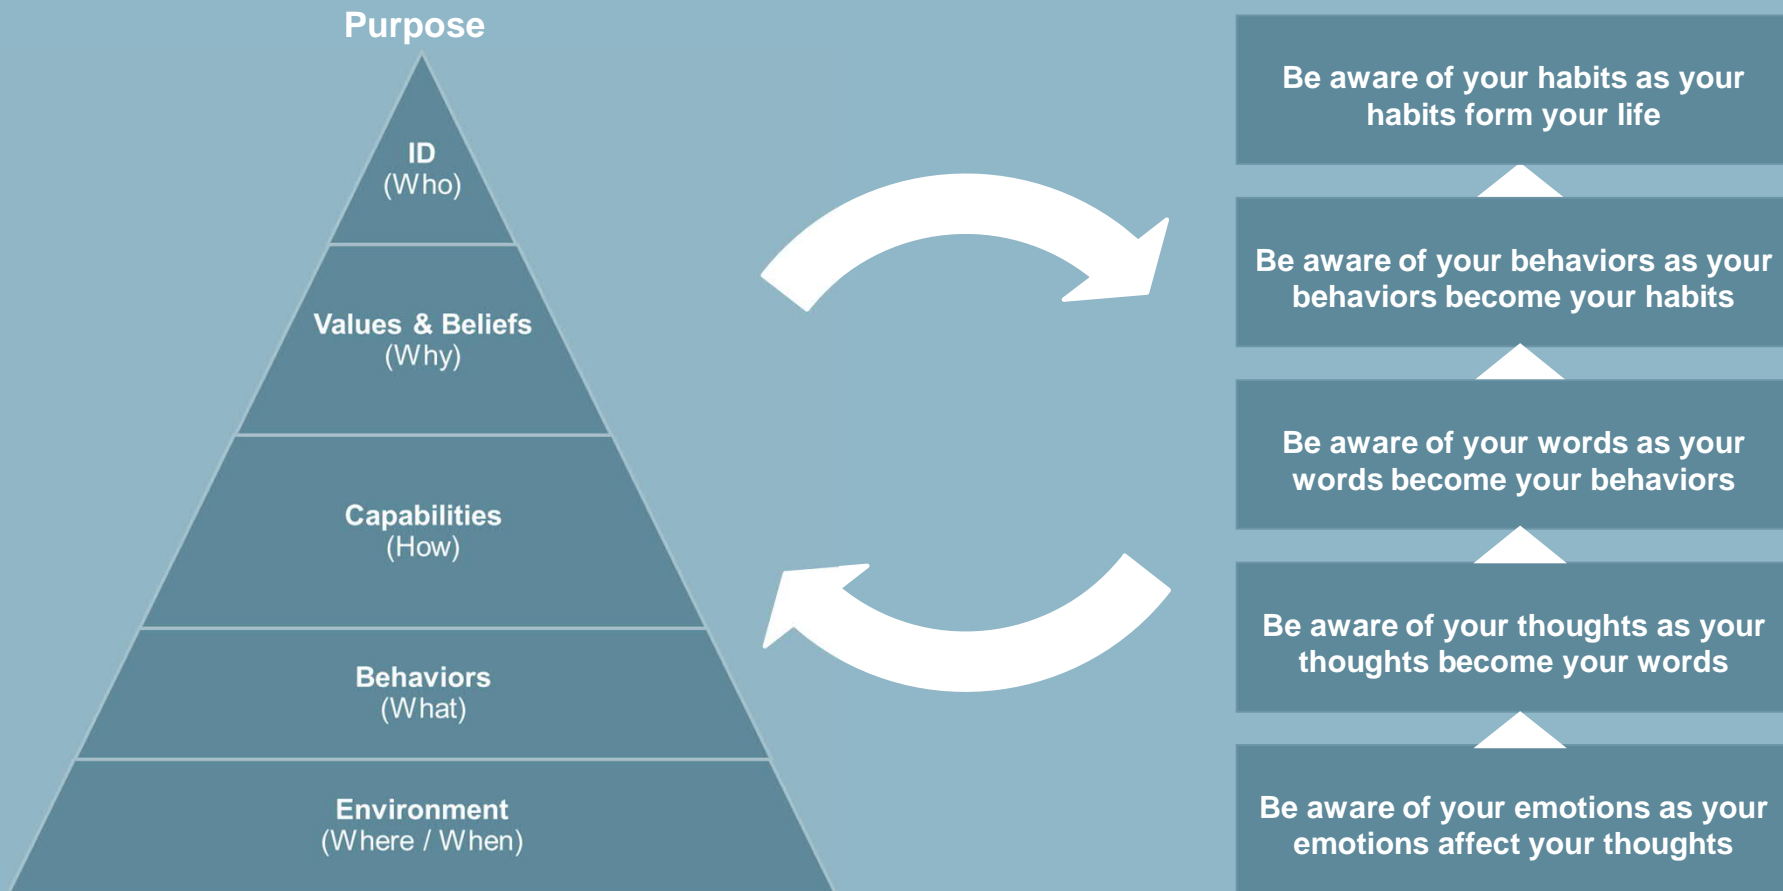 Purpose
ID
(Who)
Values & Beliefs
(Why)
Capabilities
(How)
Behaviors
(What)
Environment
(Where / When)
Be aware of your habits as your
habits form your life
Be aware of your behaviors as your
behaviors become your habits
Be aware of your words as your
words become your behaviors
Be aware of your thoughts as your
thoughts become your words
Be aware of your emotions as your
emotions affect your thoughts